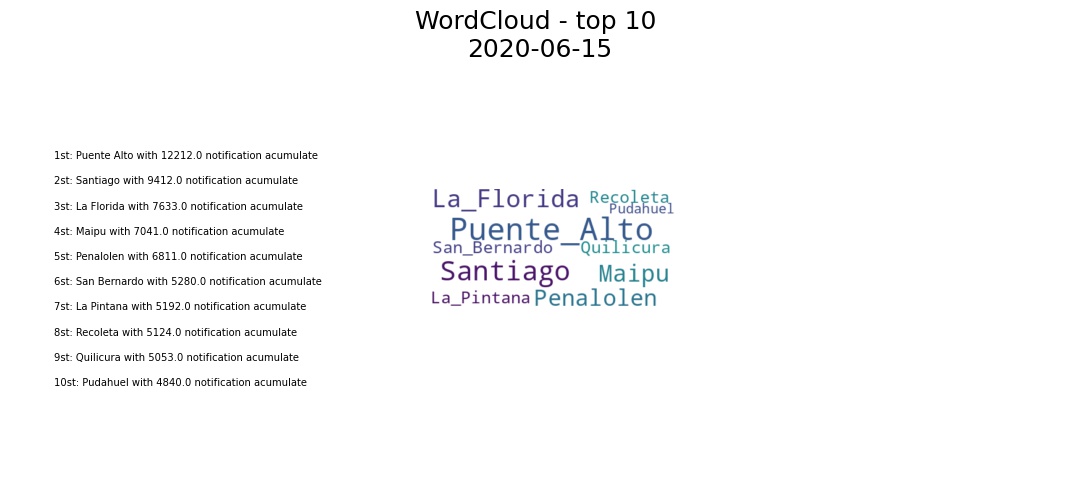 WordCloud - top 10
2020-06-15
1st: Puente Alto with 12212.0 notification acumulate
2st: Santiago with 9412.0 notification acumulate
3st: La Florida with 7633.0 notification acumulate
4st: Maipu with 7041.0 notification acumulate
5st: Penalolen with 6811.0 notification acumulate
6st: San Bernardo with 5280.0 notification acumulate
7st: La Pintana with 5192.0 notification acumulate
8st: Recoleta with 5124.0 notification acumulate
9st: Quilicura with 5053.0 notification acumulate
10st: Pudahuel with 4840.0 notification acumulate
La_Florida Recoleta
Pudahuel
Puente_Alto
San_Bernardo Quilicura
Santiago Maipu
La_Pintana Penalolen